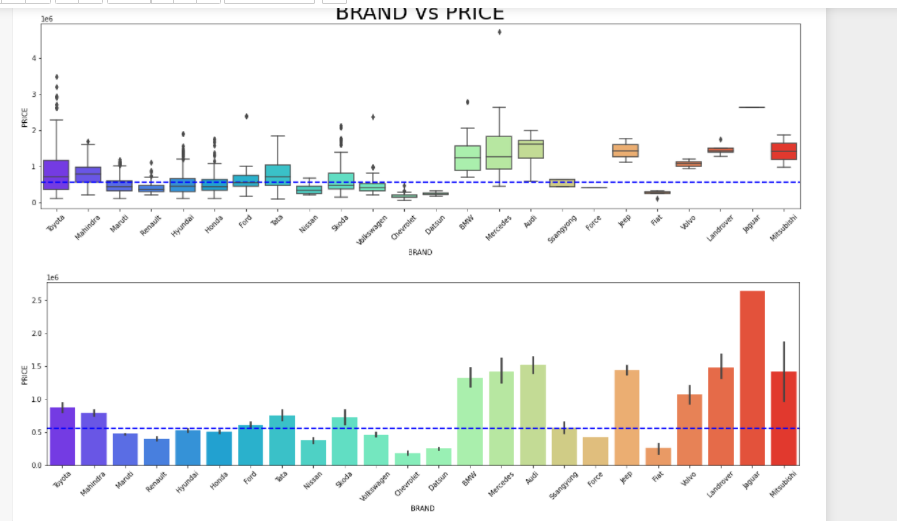 BRAND Vs PRICE
1e6
4
3
2
1
0
PRICE
Toyota Mahindra Maruti Renault Hyundai Honda Ford Tata Nissan Skoda Volkswagen Chevrolet Datsun BMW Mercedes Audi Ssangyong Force Jeep Fiat Volvo Landrover Jaguar Mitsubishi
BRAND
1e6
2.5
2.0
1.5
1.0
0.5
0.0
PRICE
Toyota Mahindra Maruti Renault Hyundai Honda Ford Tata Nissan Skoda Volkswagen Chevrolet Datsun BMW Mercedes Audi Ssangyong Force Jeep Fiat Volvo Landrover Jaguar Mitsubishi
BRAND